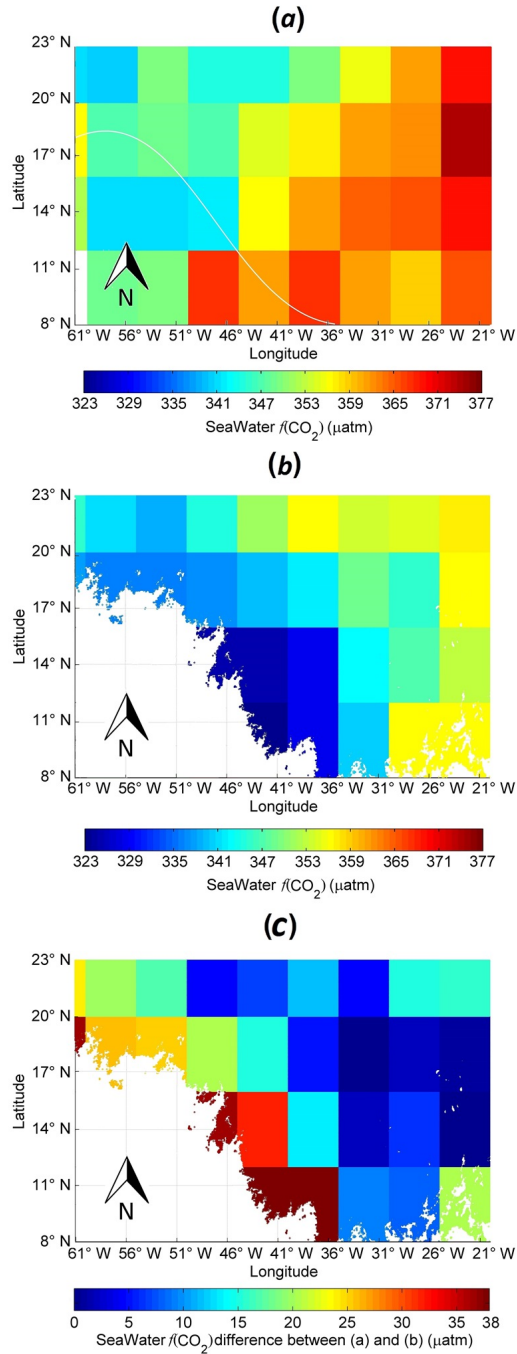 (a)
23° N
20° N
17° N
14° N
11° N
8° N
Latitude
N
61° W 56° W 51° W 46° W 41° W 36° W 31° W 26° W 21° W
Longitude
323 329 335 341 347 353 359 365 371 377
SeaWater f(CO2) (µatm)
(b)
23° N
20° N
17° N
14° N
11° N
8° N
Latitude
N
61° W 56° W 51° W 46° W 41° W 36° W 31° W 26° W 21° W
Longitude
323 329 335 341 347 353 359 365 371 377
SeaWater f(CO2) (µatm)
(c)
23° N
20° N
17° N
14° N
11° N
8° N
Latitude
N
61° W 56° W 51° W 46° W 41° W 36° W 31° W 26° W 21° W
Longitude
0 5 10 15 20 25 30 35 38
SeaWater f(CO2)difference between (a) and (b) (µatm)